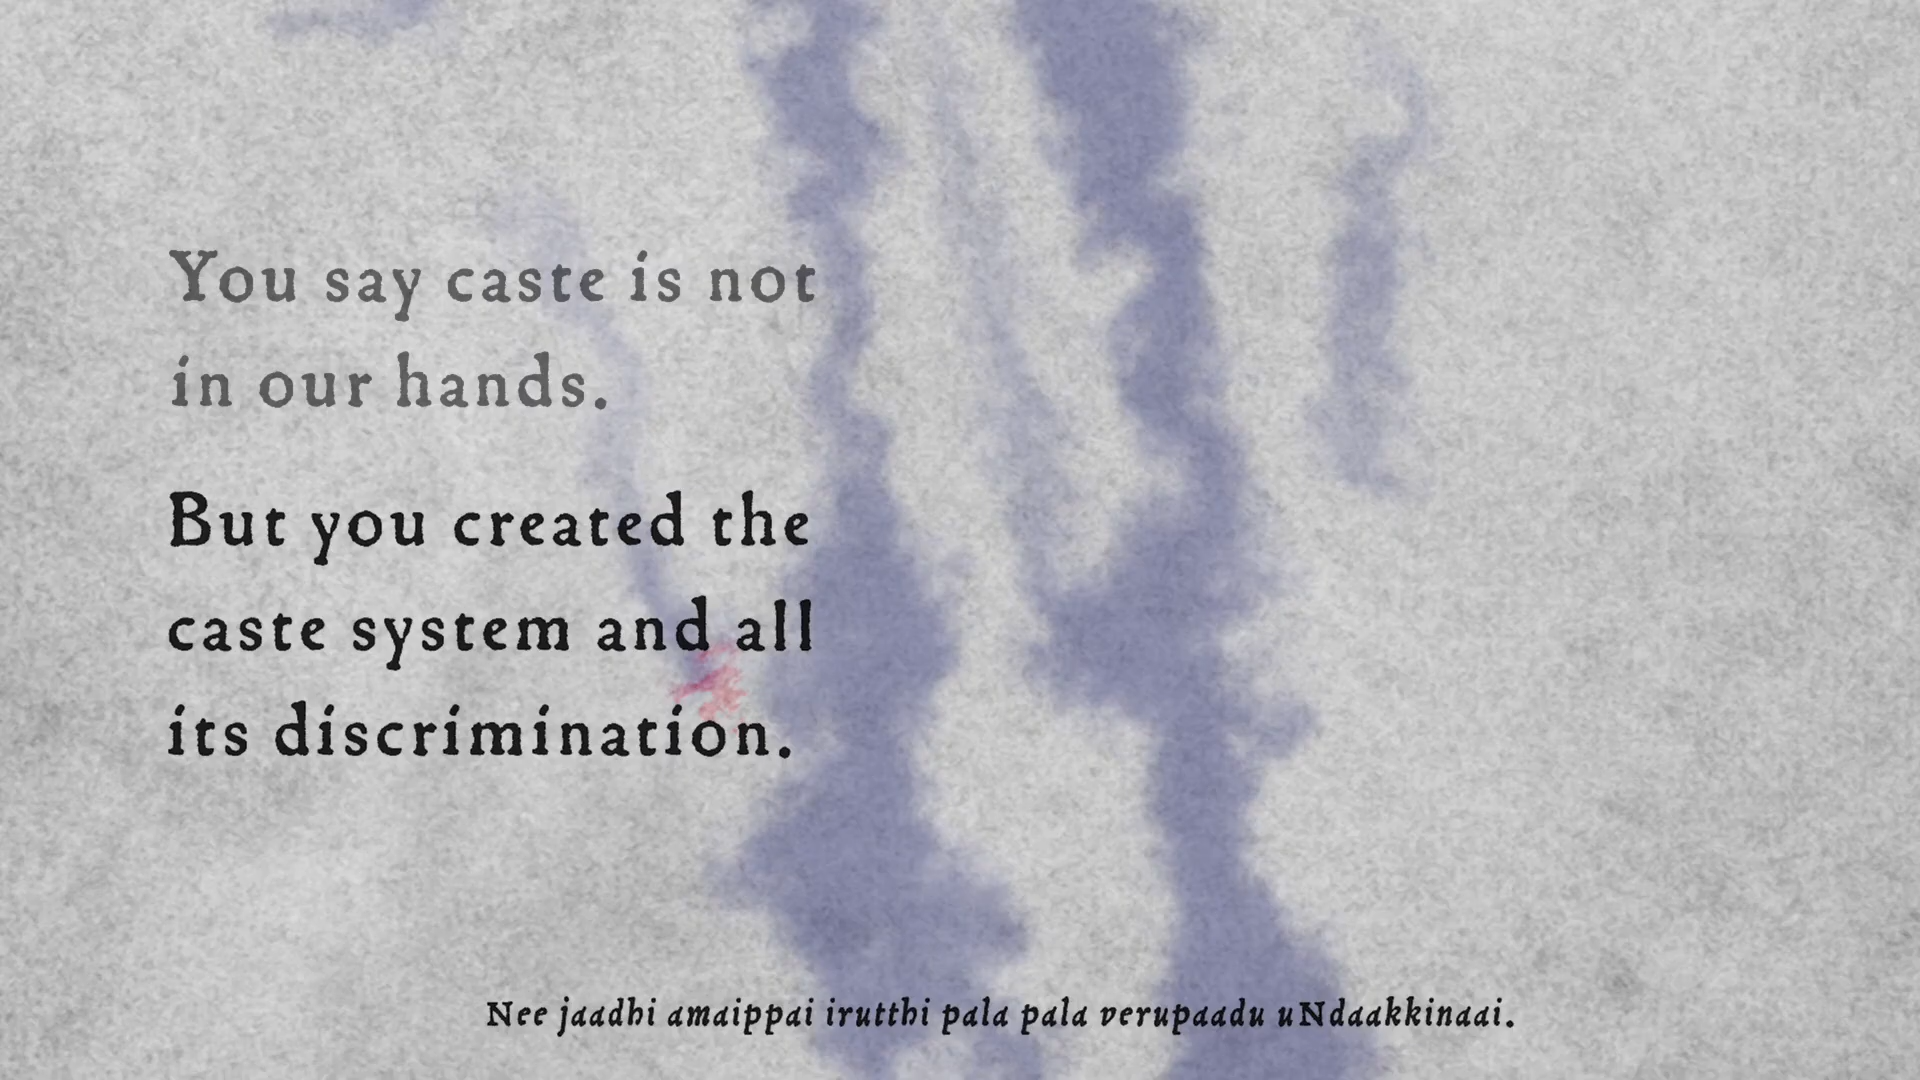 You say caste is not
in our hands.
But you created the
caste system and all
its discrimination.
Nee jaadhi amaippai irutthi pala pala verupaadu uNdaakkinaai.